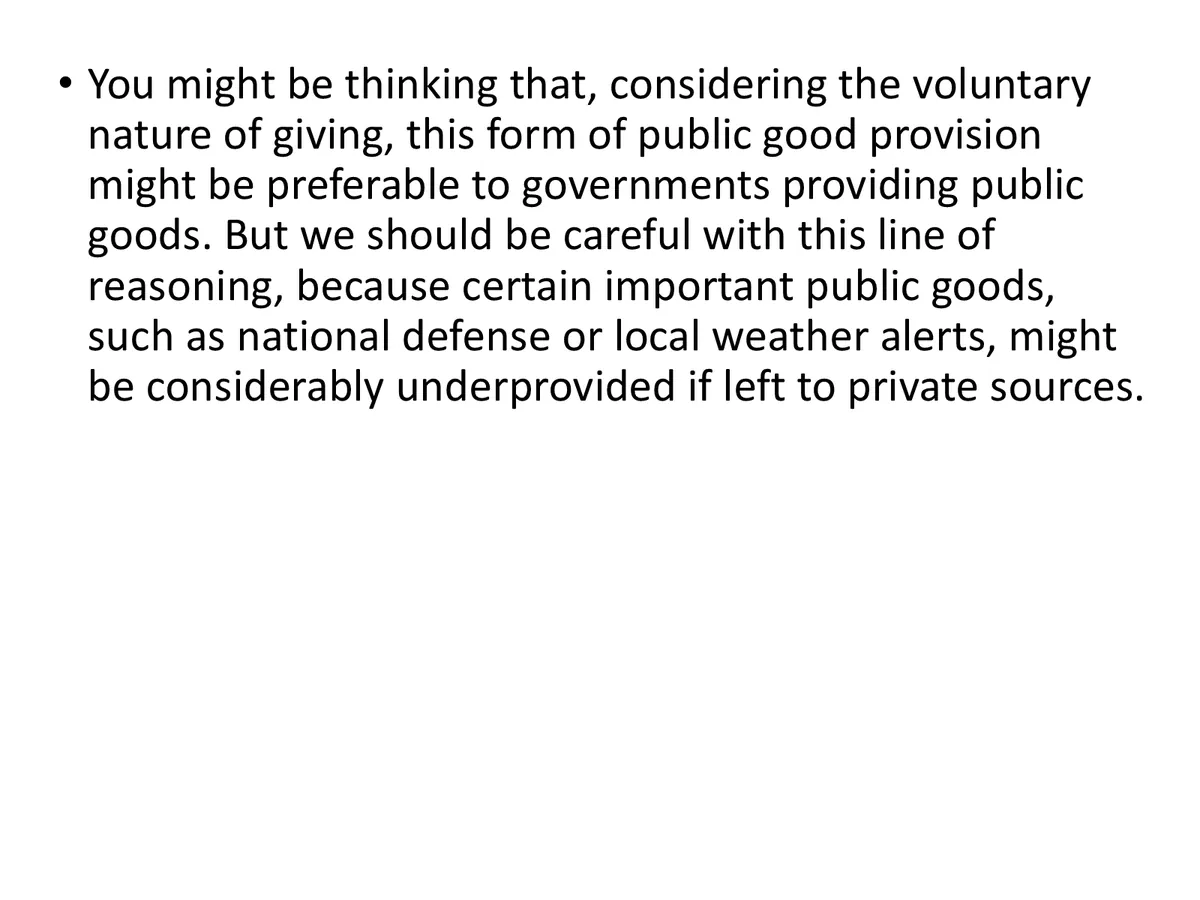 • You might be thinking that, considering the voluntary
nature of giving, this form of public good provision
might be preferable to governments providing public
goods. But we should be careful with this line of
reasoning, because certain important public goods,
such as national defense or local weather alerts, might
be considerably underprovided if left to private sources.